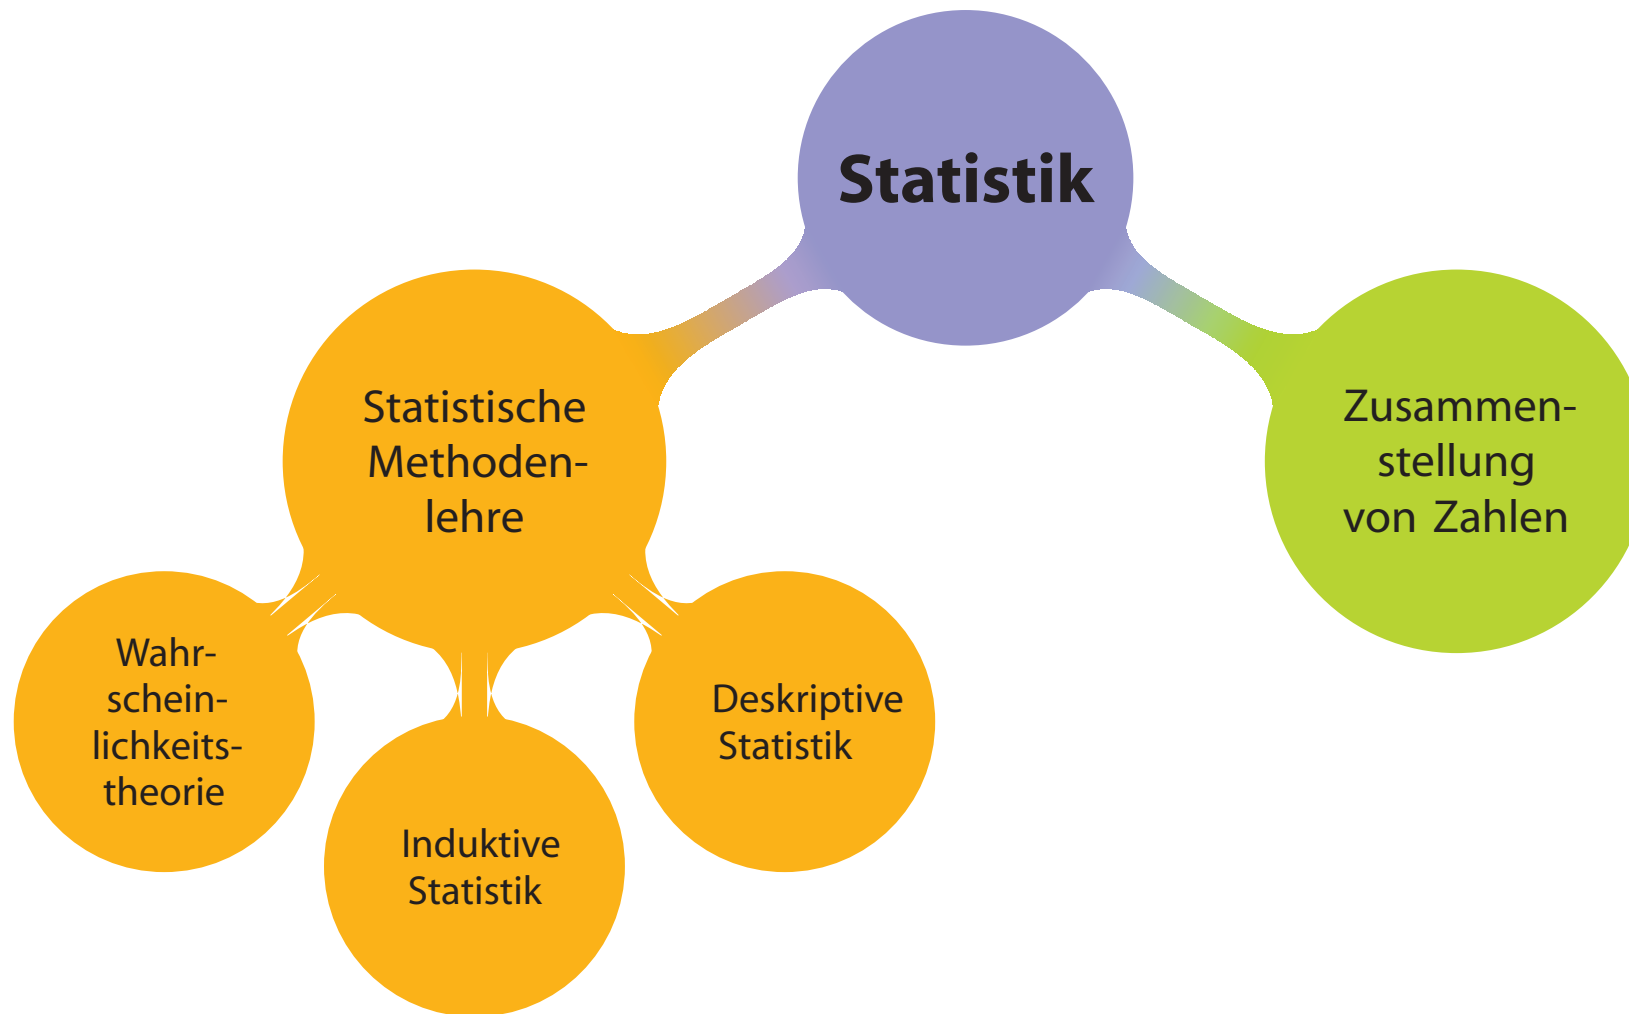 Statistik
Statistische
Methoden-
lehre
Zusammen-
stellung
von Zahlen
Wahr-
schein-
lichkeits-
theorie
Induktive
Statistik
Deskriptive
Statistik